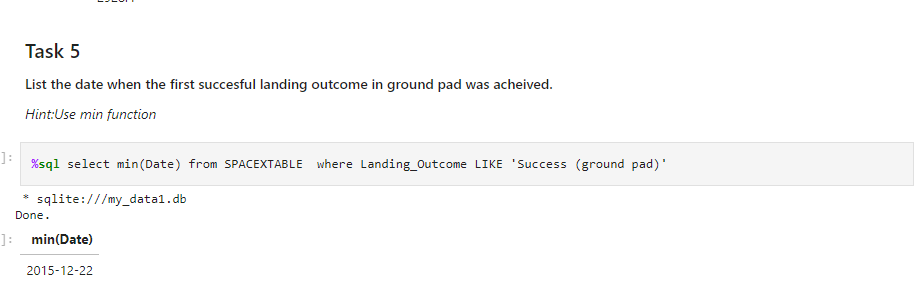 Task 5
List the date when the first succesful landing outcome in ground pad was acheived.
Hint:Use min function
]: %sql select min(Date) from SPACEXTABLE  where Landing_Outcome LIKE 'Success (ground pad)'
* sqlite:///my_data1.db
Done.
]: min(Date)
2015-12-22